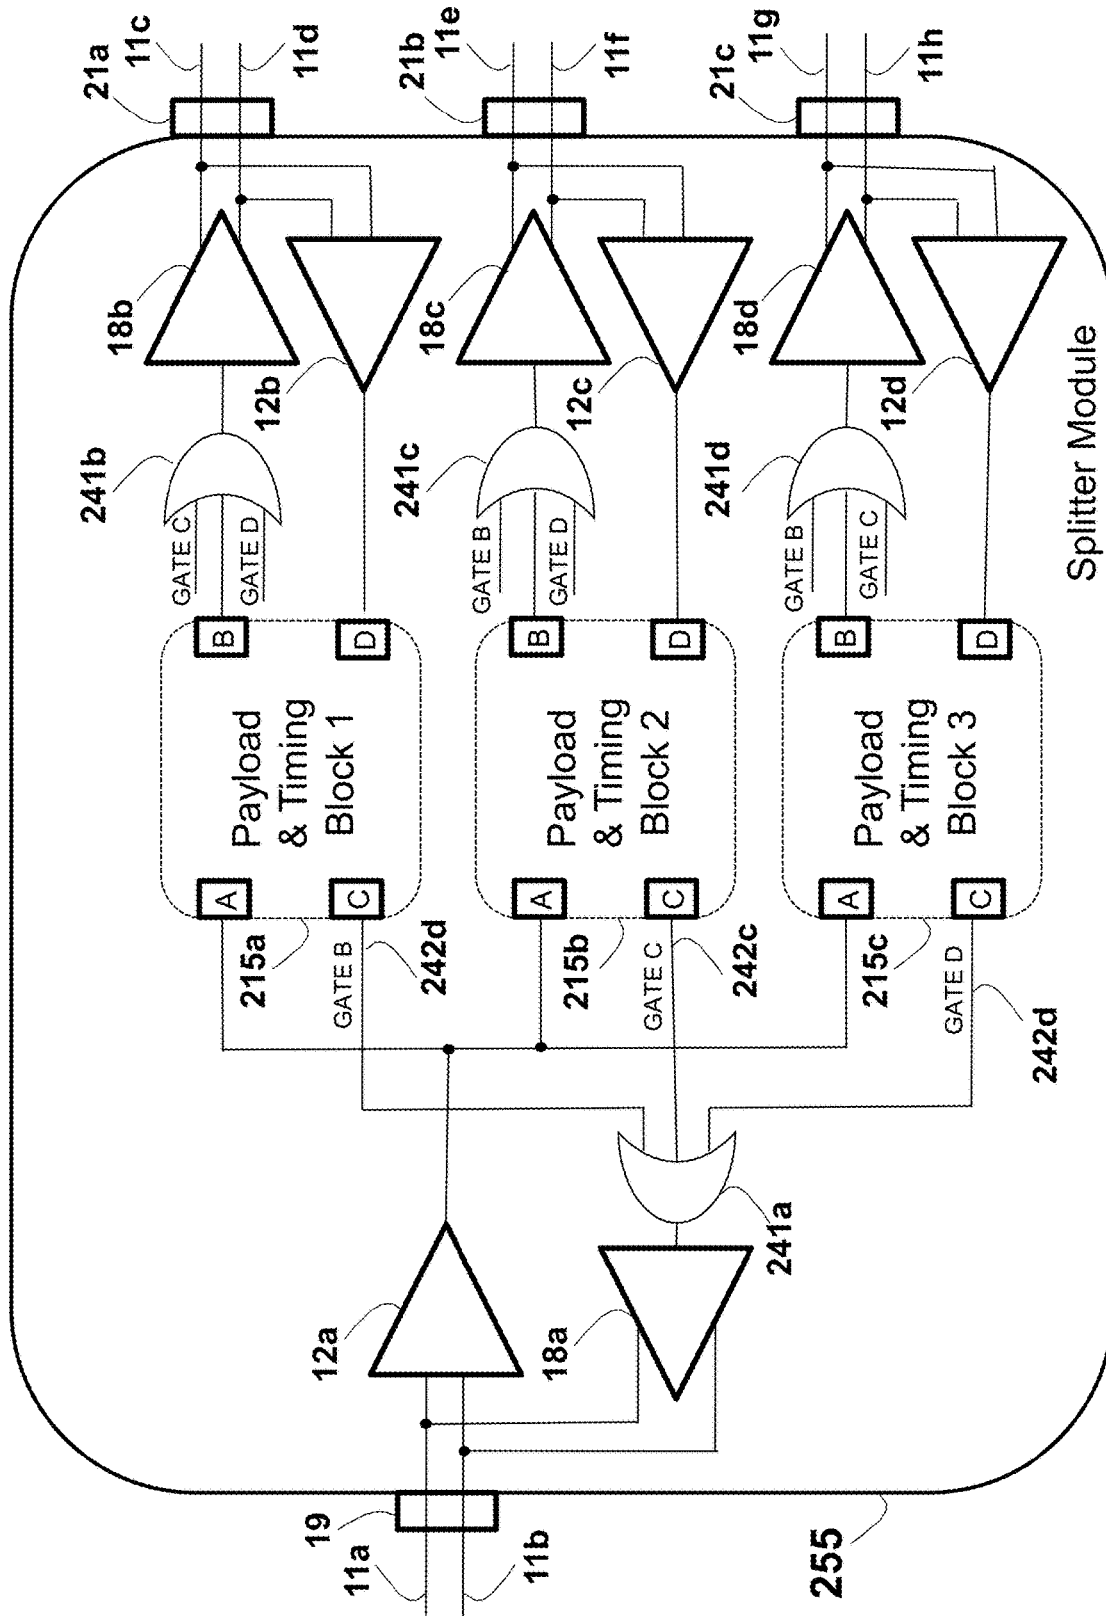 21a
11c
11d
21b
11e
11f
21c
11g
11h
18b
12b
18c
12c
18d
12d
241b
GATE C
GATE D
241c
GATE B
GATE D
241d
GATE B
GATE C
Splitter Module
B
D
B
D
B
D
Payload
& Timing
Block 1
Payload
& Timing
Block 2
Payload
& Timing
Block 3
A
C
A
C
A
C
215a
GATE B
242d
215b
GATE C
242c
215c
GATE D
242d
12a
18a
241a
19
11a
11b
255